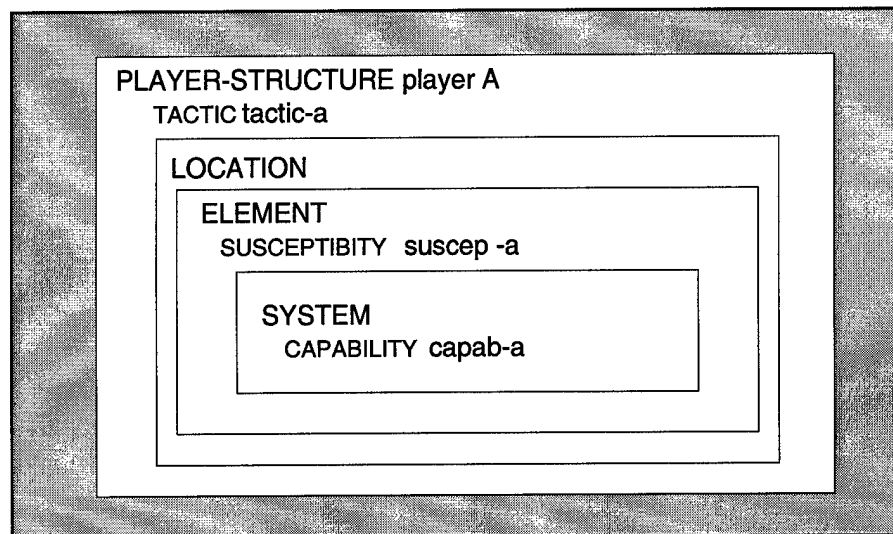 PLAYER-STRUCTURE player A
TACTIC tactic-a
LOCATION
ELEMENT
SUSCEPTIBITY suscep -a
SYSTEM
CAPABILITY capab-a